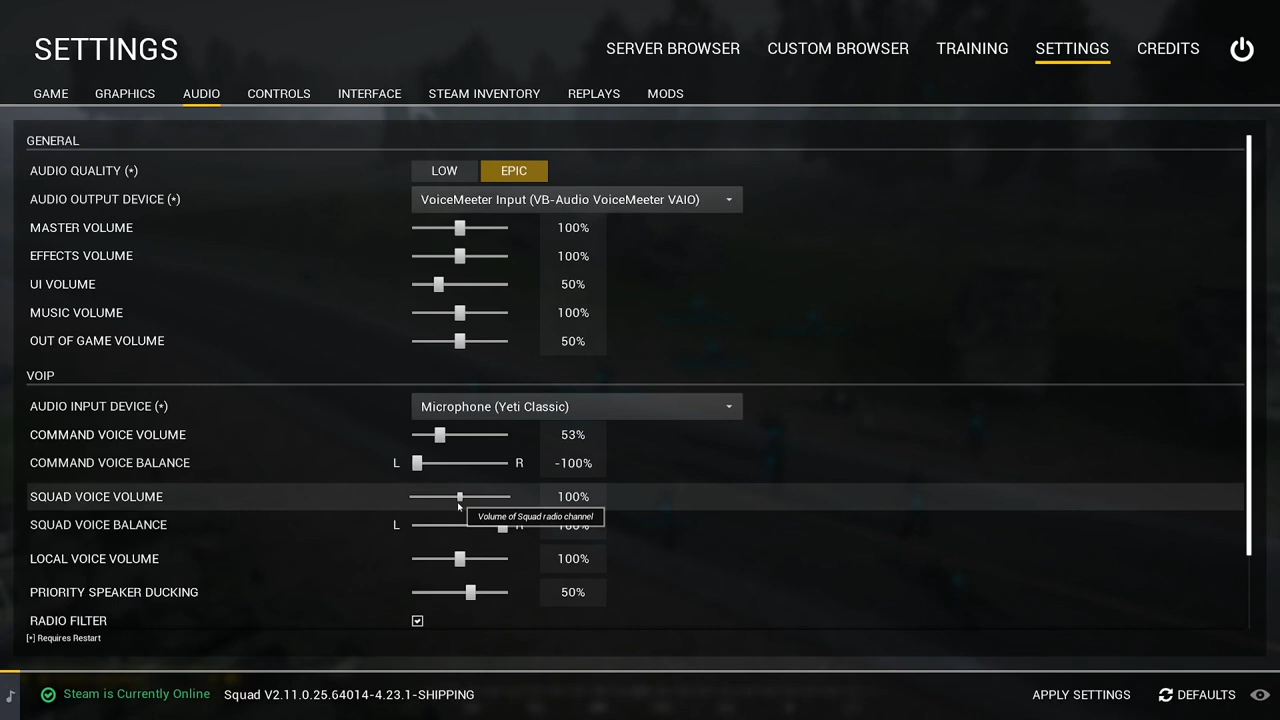 SETTINGS
SERVER BROWSER CUSTOM BROWSER TRAINING SETTINGS CREDITS
GAME GRAPHICS AUDIO CONTROLS INTERFACE STEAM INVENTORY REPLAYS MODS
GENERAL
AUDIO QUALITY (*) LOW EPIC
AUDIO OUTPUT DEVICE (*) VoiceMeeter Input (VB-Audio VoiceMeeter VAIO)
MASTER VOLUME 100%
EFFECTS VOLUME 100%
UI VOLUME 50%
MUSIC VOLUME 100%
OUT OF GAME VOLUME 50%
VOIP
AUDIO INPUT DEVICE (*) Microphone (Yeti Classic)
COMMAND VOICE VOLUME 53%
COMMAND VOICE BALANCE L R -100%
SQUAD VOICE VOLUME 100%
Volume of Squad radio channel
SQUAD VOICE BALANCE L R 100%
LOCAL VOICE VOLUME 100%
PRIORITY SPEAKER DUCKING 50%
RADIO FILTER
[*] Requires Restart
Steam is Currently Online Squad V2.11.0.25.64014-4.23.1-SHIPPING APPLY SETTINGS DEFAULTS